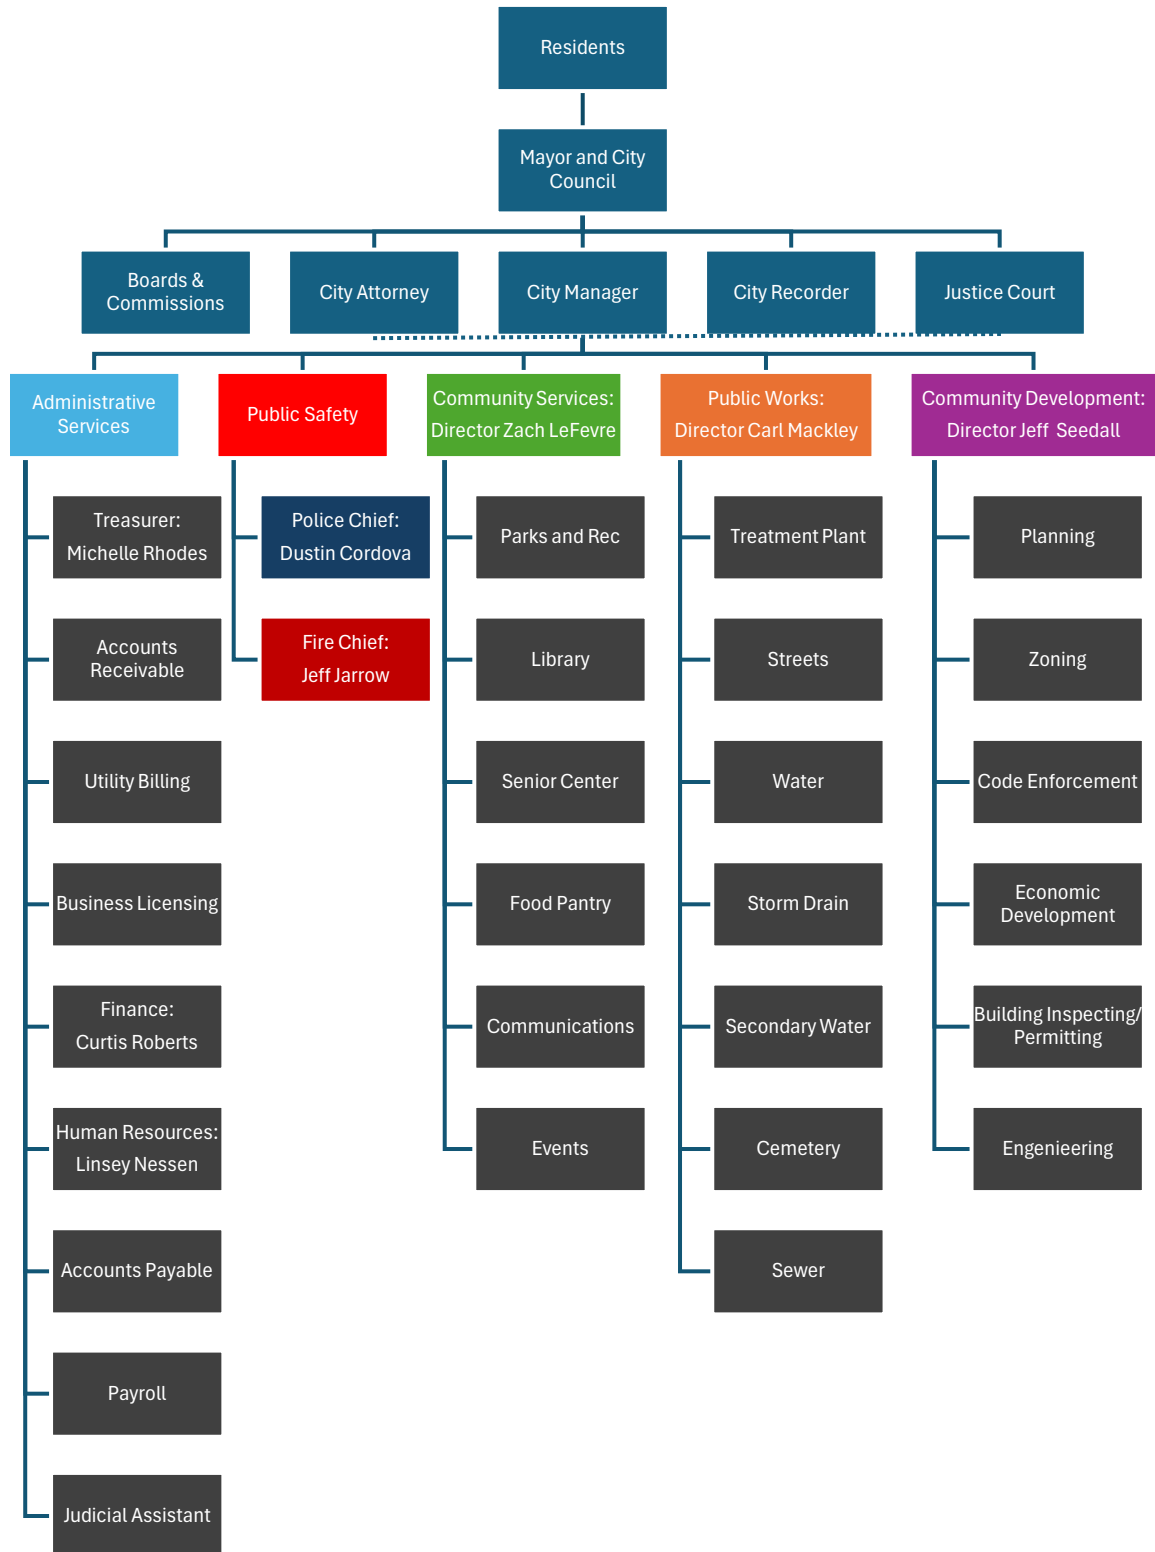 Residents
Mayor and City
Council
Boards &
Commissions
City Attorney
City Manager
City Recorder
Justice Court
Administrative
Services
Public Safety
Community Services:
Director Zach LeFevre
Public Works:
Director Carl Mackley
Community Development:
Director Jeff  Seedall
Treasurer:
Michelle Rhodes
Accounts
Receivable
Utility Billing
Business Licensing
Finance:
Curtis Roberts
Human Resources:
Linsey Nessen
Accounts Payable
Payroll
Judicial Assistant
Police Chief:
Dustin Cordova
Fire Chief:
Jeff Jarrow
Parks and Rec
Library
Senior Center
Food Pantry
Communications
Events
Treatment Plant
Streets
Water
Storm Drain
Secondary Water
Cemetery
Sewer
Planning
Zoning
Code Enforcement
Economic
Development
Building Inspecting/
Permitting
Engenieering